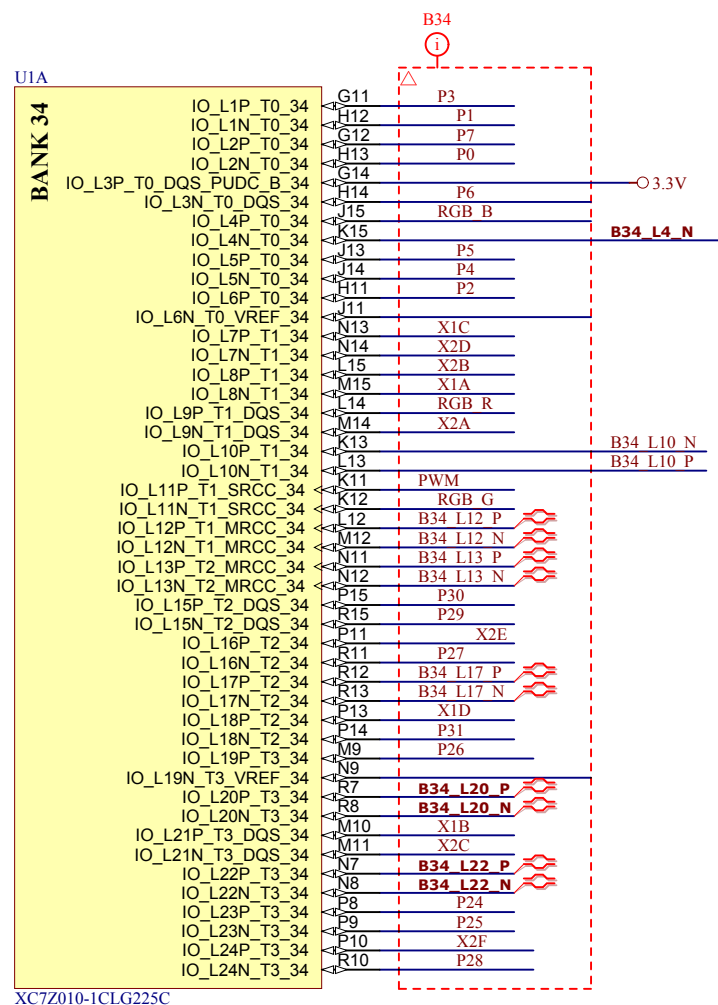 B34
i
U1A
BANK 34
IO_L1P_T0_34 G11 P3
IO_L1N_T0_34 H12 P1
IO_L2P_T0_34 G12 P7
IO_L2N_T0_34 H13 P0
IO_L3P_T0_DQS_PUDC_B_34 G14 3.3V
IO_L3N_T0_DQS_34 H14 P6
IO_L4P_T0_34 J15 RGB_B
IO_L4N_T0_34 K15 B34_L4_N
IO_L5P_T0_34 J13 P5
IO_L5N_T0_34 J14 P4
IO_L6P_T0_34 H11 P2
IO_L6N_T0_VREF_34 J11
IO_L7P_T1_34 N13 X1C
IO_L7N_T1_34 N14 X2D
IO_L8P_T1_34 L15 X2B
IO_L8N_T1_34 M15 X1A
IO_L9P_T1_DQS_34 L14 RGB_R
IO_L9N_T1_DQS_34 M14 X2A
IO_L10P_T1_34 K13 B34_L10_N
IO_L10N_T1_34 L13 B34_L10_P
IO_L11P_T1_SRCC_34 K11 PWM
IO_L11N_T1_SRCC_34 K12 RGB_G
IO_L12P_T1_MRCC_34 L12 B34_L12_P
IO_L12N_T1_MRCC_34 M12 B34_L12_N
IO_L13P_T2_MRCC_34 N11 B34_L13_P
IO_L13N_T2_MRCC_34 N12 B34_L13_N
IO_L15P_T2_DQS_34 P15 P30
IO_L15N_T2_DQS_34 R15 P29
IO_L16P_T2_34 P11 X2E
IO_L16N_T2_34 R11 P27
IO_L17P_T2_34 R12 B34_L17_P
IO_L17N_T2_34 R13 B34_L17_N
IO_L18P_T2_34 P13 X1D
IO_L18N_T2_34 P14 P31
IO_L19P_T3_34 M9 P26
IO_L19N_T3_VREF_34 N9
IO_L20P_T3_34 R7 B34_L20_P
IO_L20N_T3_34 R8 B34_L20_N
IO_L21P_T3_DQS_34 M10 X1B
IO_L21N_T3_DQS_34 M11 X2C
IO_L22P_T3_34 N7 B34_L22_P
IO_L22N_T3_34 N8 B34_L22_N
IO_L23P_T3_34 P8 P24
IO_L23N_T3_34 P9 P25
IO_L24P_T3_34 P10 X2F
IO_L24N_T3_34 R10 P28
XC7Z010-1CLG225C